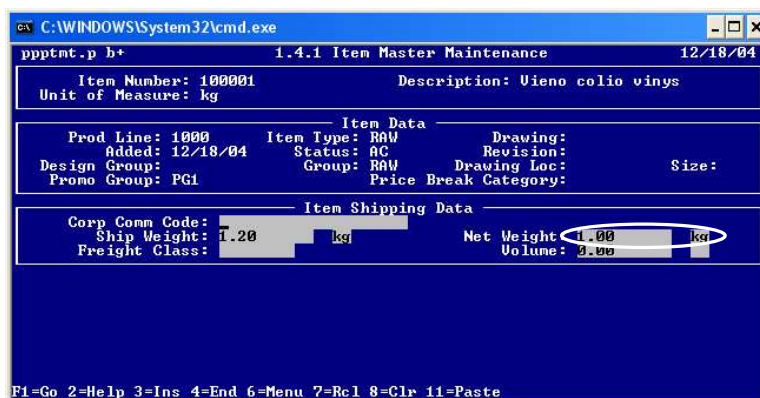 C:\WINDOWS\System32\cmd.exe
ppptmt.p b+ 1.4.1 Item Master Maintenance 12/18/04
Item Number: 100001 Description: Vieno colio vinys
Unit of Measure: kg
Item Data
Prod Line: 1000 Item Type: RAW Drawing:
Added: 12/18/04 Status: AC Revision:
Design Group: Group: RAW Drawing Loc: Size:
Promo Group: PG1 Price Break Category:
Item Shipping Data
Corp Comm Code:
Ship Weight: 1.20 kg Net Weight 1.00 kg
Freight Class: Volume: 0.00
F1=Go 2=Help 3=Ins 4=End 6=Menu 7=Rcl 8=Clr 11=Paste